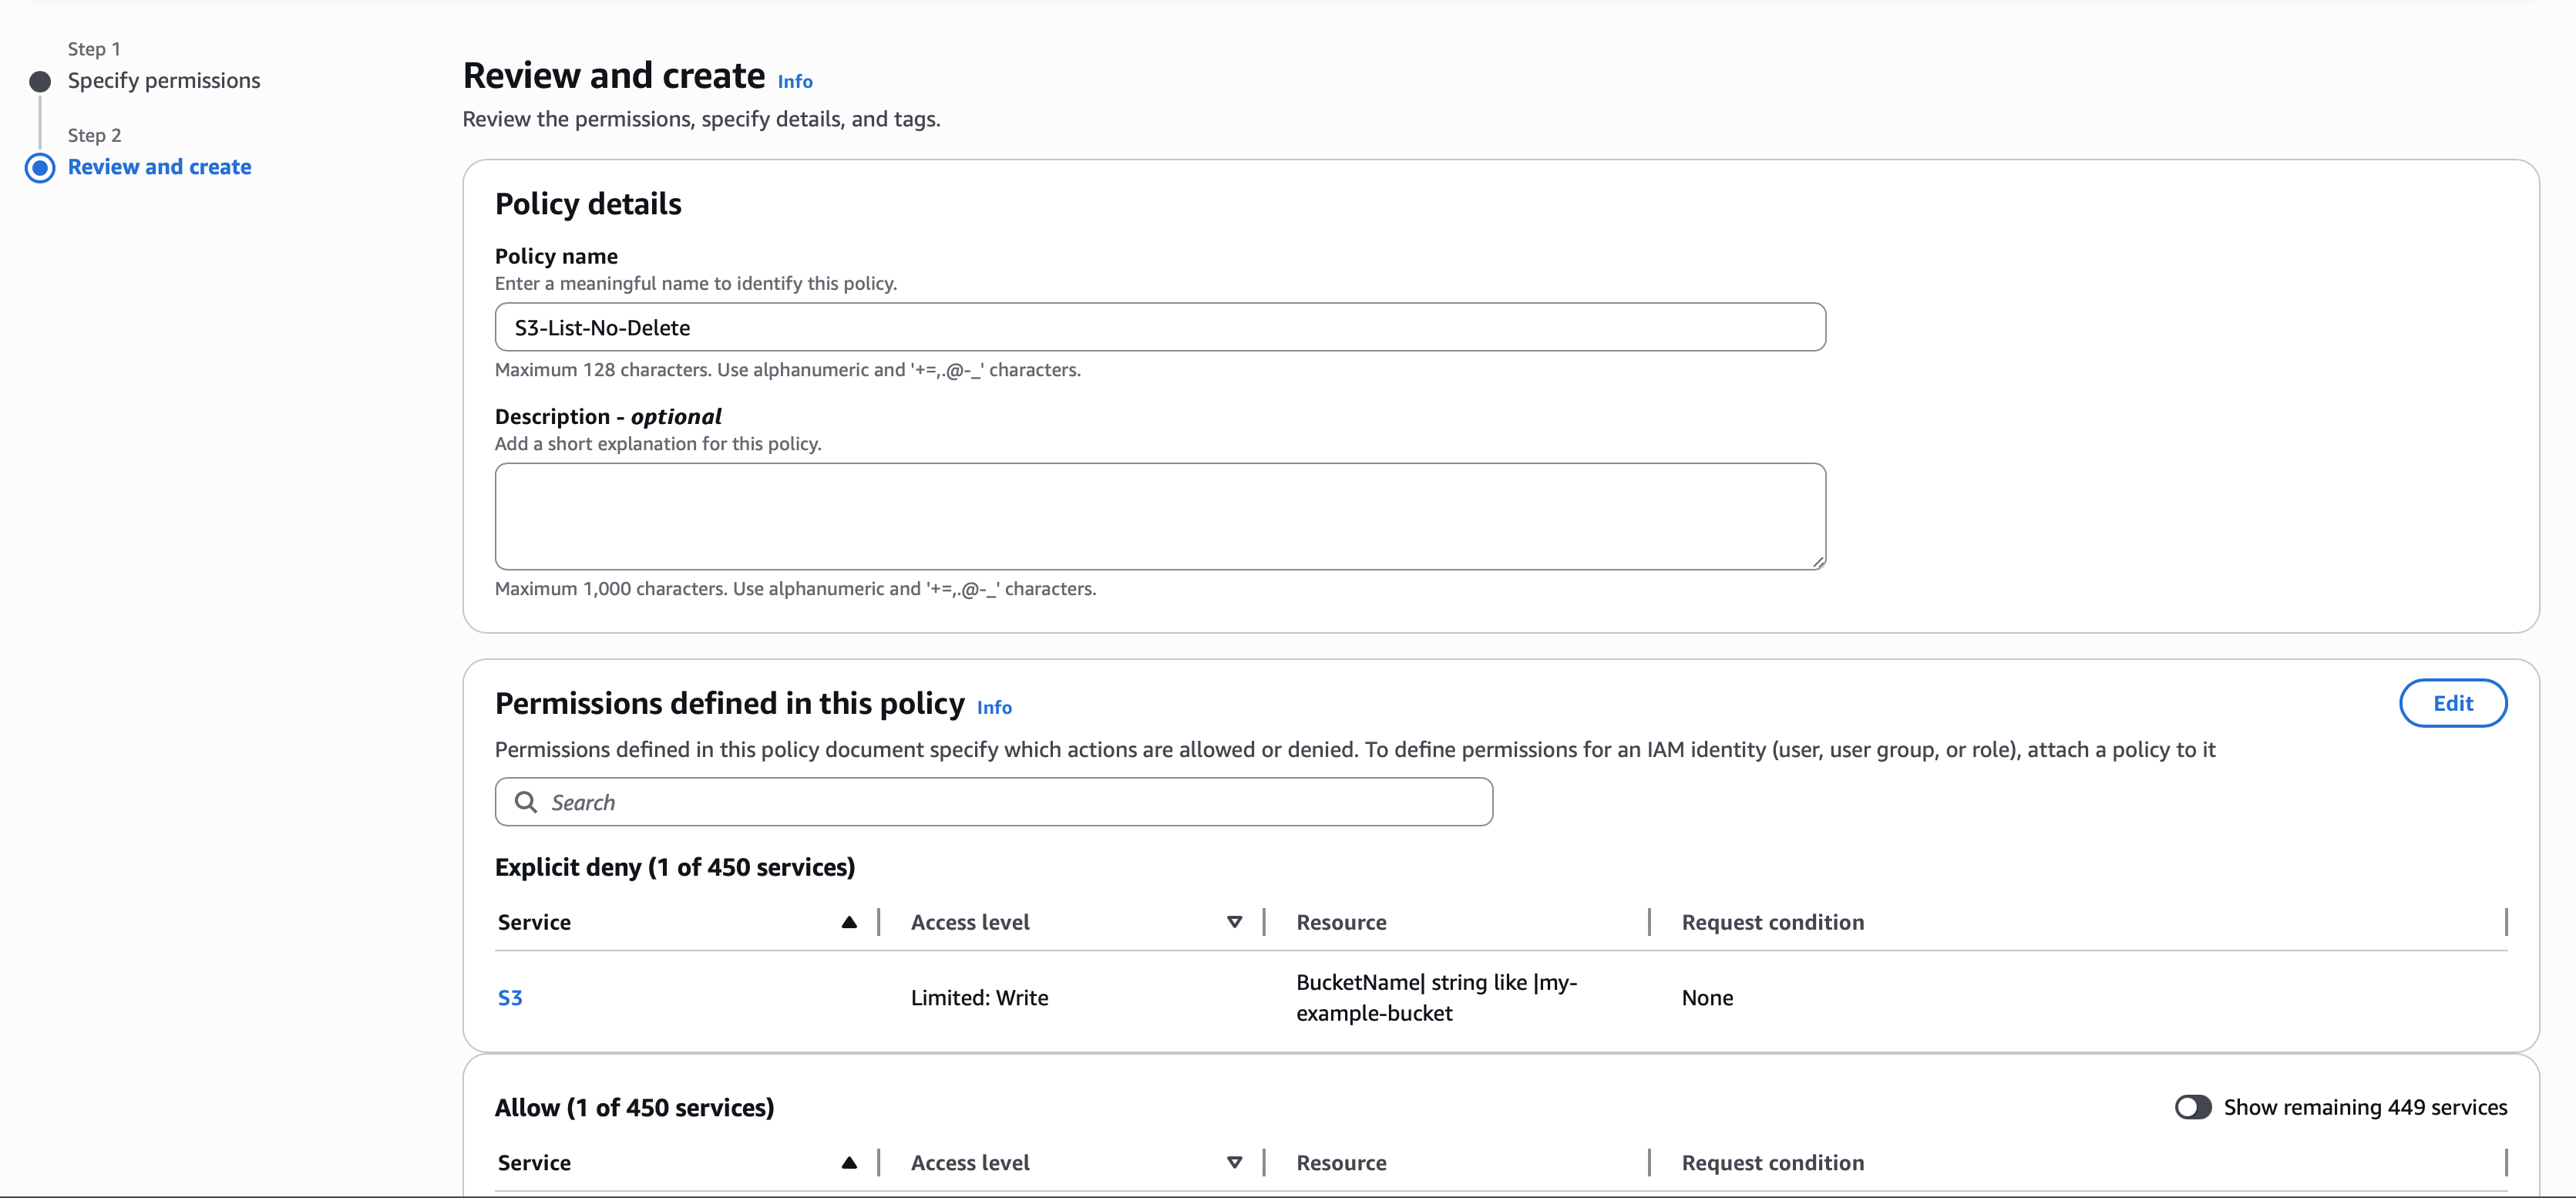 Step 1
Specify permissions
Step 2
Review and create
Review and create Info
Review the permissions, specify details, and tags.
Policy details
Policy name
Enter a meaningful name to identify this policy.
S3-List-No-Delete
Maximum 128 characters. Use alphanumeric and '+=,.@-_' characters.
Description - optional
Add a short explanation for this policy.
Maximum 1,000 characters. Use alphanumeric and '+=,.@-_' characters.
Permissions defined in this policy Info
Edit
Permissions defined in this policy document specify which actions are allowed or denied. To define permissions for an IAM identity (user, user group, or role), attach a policy to it
Search
Explicit deny (1 of 450 services)
Service Access level Resource Request condition
S3 Limited: Write BucketName| string like |my-
example-bucket None
Allow (1 of 450 services)
Show remaining 449 services
Service Access level Resource Request condition